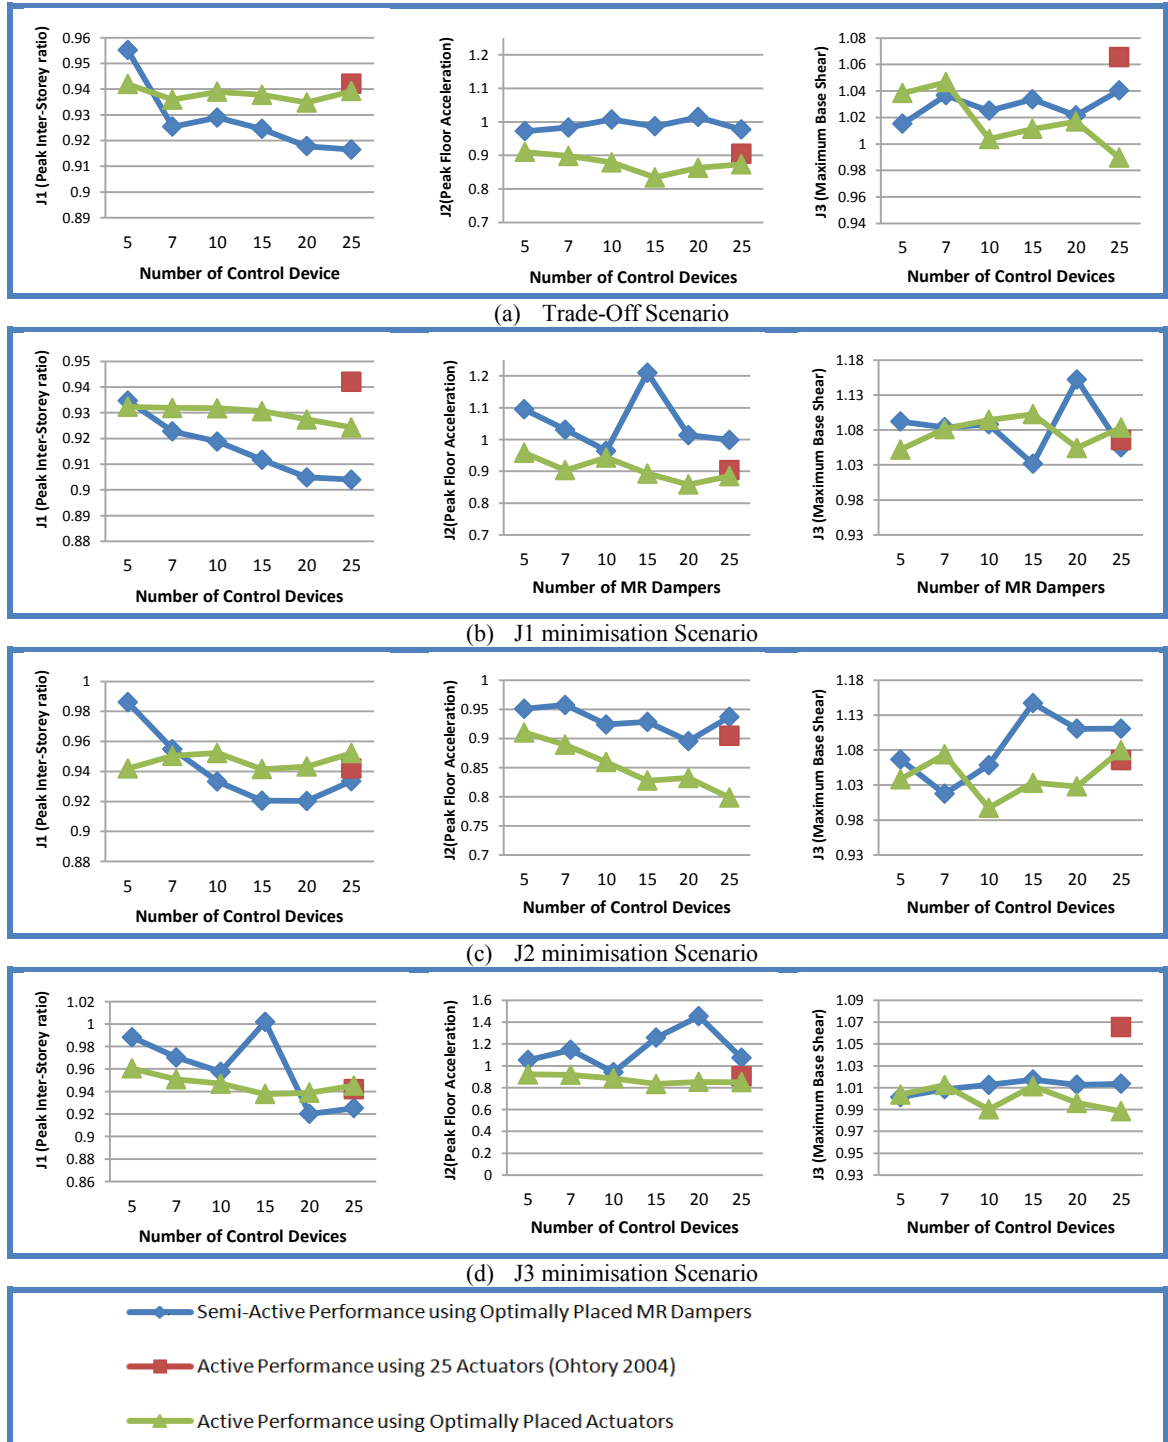 J1 (Peak Inter-Storey ratio)
0.96
0.95
0.94
0.93
0.92
0.91
0.9
0.89
5 7 10 15 20 25
Number of Control Device
J2(Peak Floor Acceleration)
1.2
1.1
1
0.9
0.8
0.7
5 7 10 15 20 25
Number of Control Devices
J3 (Maximum Base Shear)
1.08
1.06
1.04
1.02
1
0.98
0.96
0.94
5 7 10 15 20 25
Number of Control Devices
(a) Trade-Off Scenario
J1 (Peak Inter-Storey ratio)
0.95
0.94
0.93
0.92
0.91
0.9
0.89
0.88
5 7 10 15 20 25
Number of Control Devices
J2(Peak Floor Acceleration)
1.2
1.1
1
0.9
0.8
0.7
5 7 10 15 20 25
Number of MR Dampers
J3 (Maximum Base Shear)
1.18
1.13
1.08
1.03
0.98
0.93
5 7 10 15 20 25
Number of MR Dampers
(b) J1 minimisation Scenario
J1 (Peak Inter-Storey ratio)
1
0.98
0.96
0.94
0.92
0.9
0.88
5 7 10 15 20 25
Number of Control Devices
J2(Peak Floor Acceleration)
1
0.95
0.9
0.85
0.8
0.75
0.7
5 7 10 15 20 25
Number of Control Devices
J3 (Maximum Base Shear)
1.18
1.13
1.08
1.03
0.98
0.93
5 7 10 15 20 25
Number of Control Devices
(c) J2 minimisation Scenario
J1 (Peak Inter-Storey ratio)
1.02
1
0.98
0.96
0.94
0.92
0.9
0.88
0.86
5 7 10 15 20 25
Number of Control Devices
J2(Peak Floor Acceleration)
1.6
1.4
1.2
1
0.8
0.6
0.4
0.2
0
5 7 10 15 20 25
Number of Control Devices
J3 (Maximum Base Shear)
1.09
1.07
1.05
1.03
1.01
0.99
0.97
0.95
0.93
5 7 10 15 20 25
Number of Control Devices
(d) J3 minimisation Scenario
Semi-Active Performance using Optimally Placed MR Dampers
Active Performance using 25 Actuators (Ohtory 2004)
Active Performance using Optimally Placed Actuators